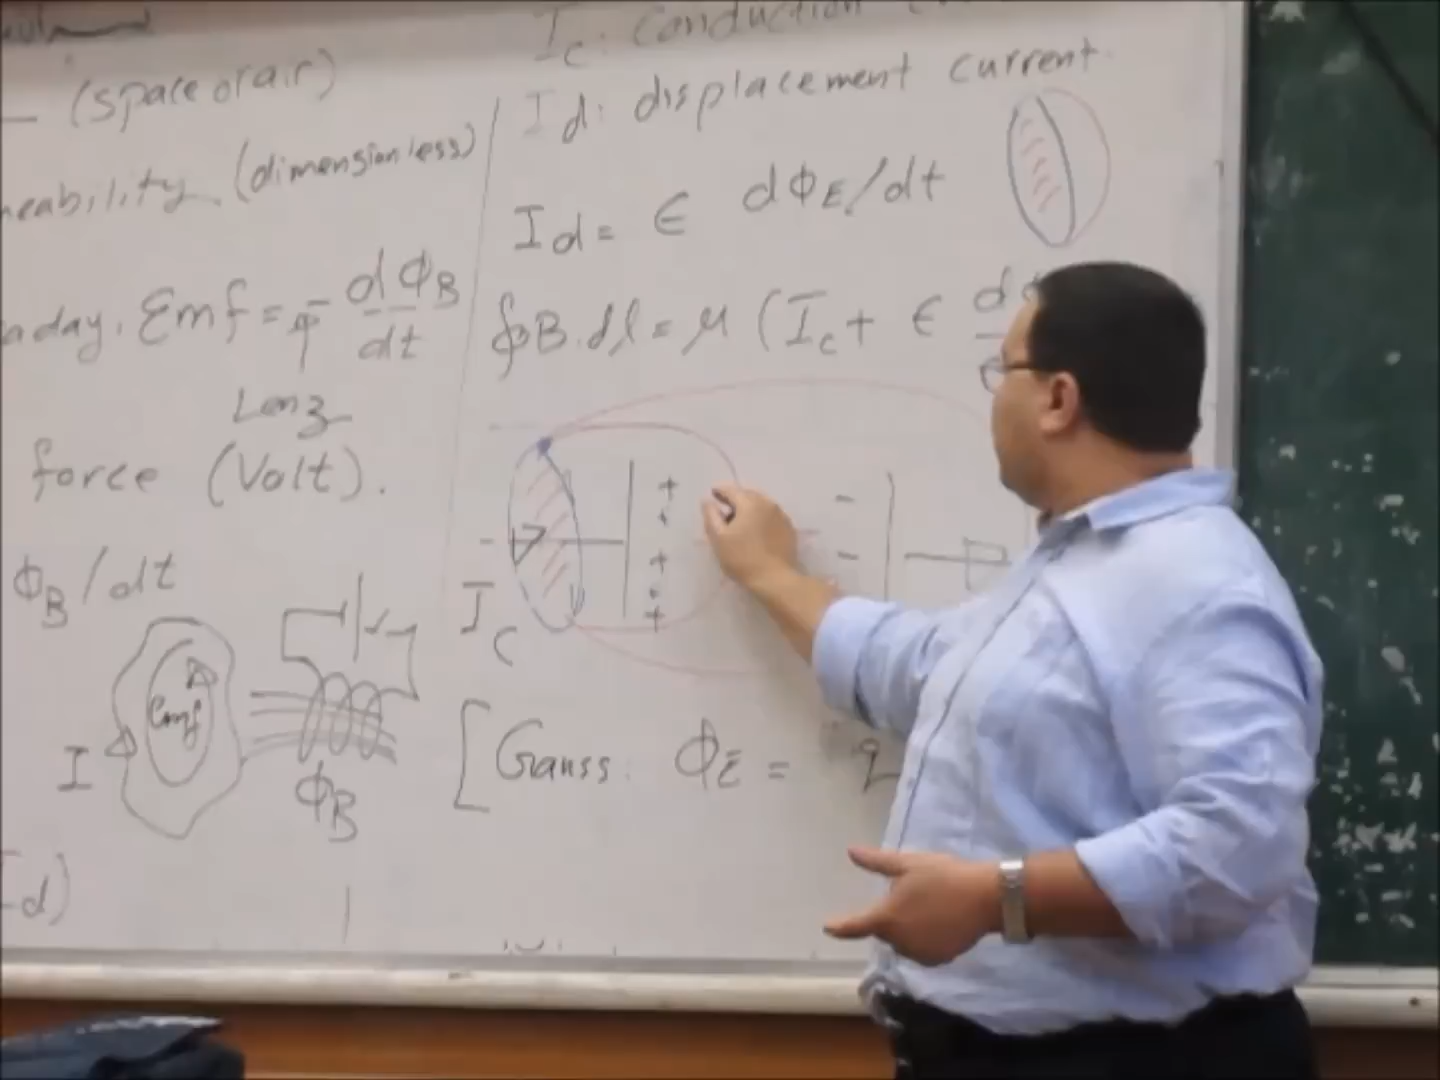 (space or air)
meability (dimensionless)
aday. Emf = - dΦB/dt
Lenz
force (Volt).
ΦB/dt
Emf
I
ΦB
-d)
Ic: conduction
Id: displacement current.
Id = ε dΦE/dt
∮B.dl = μ (Ic + ε d
+ -
+
+ -
+
+
Ic
[Gauss: ΦE = q